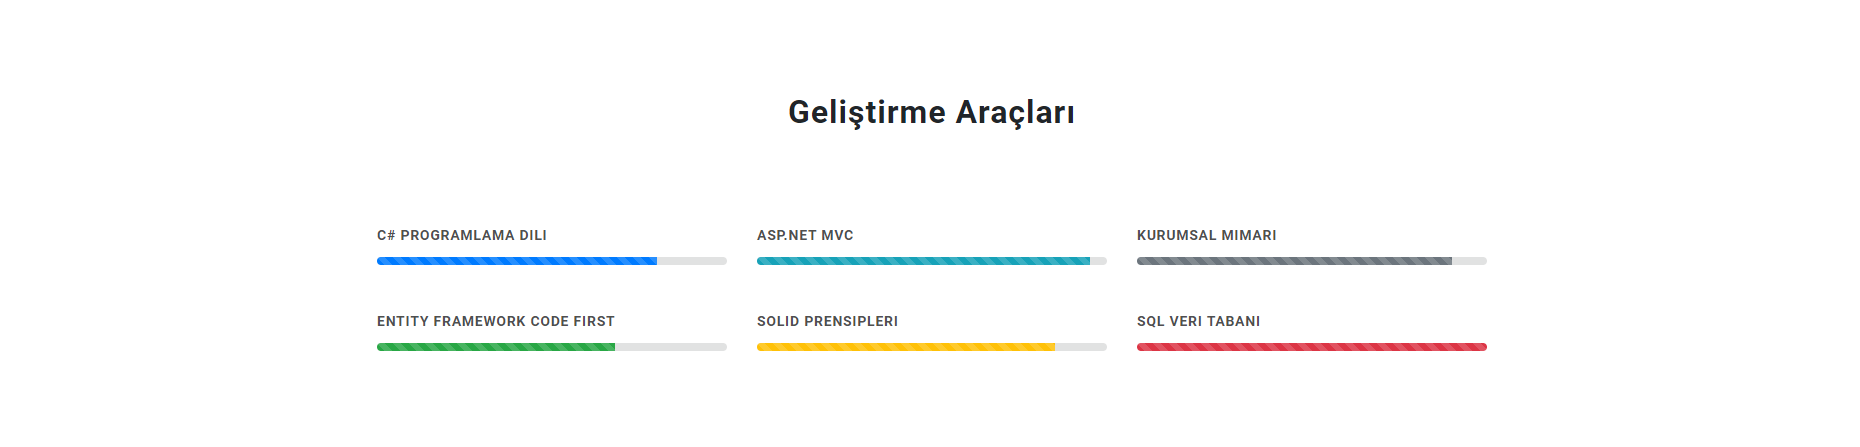 Geliştirme Araçları
C# PROGRAMLAMA DILI
ASP.NET MVC
KURUMSAL MIMARI
ENTITY FRAMEWORK CODE FIRST
SOLID PRENSIPLERI
SQL VERI TABANI